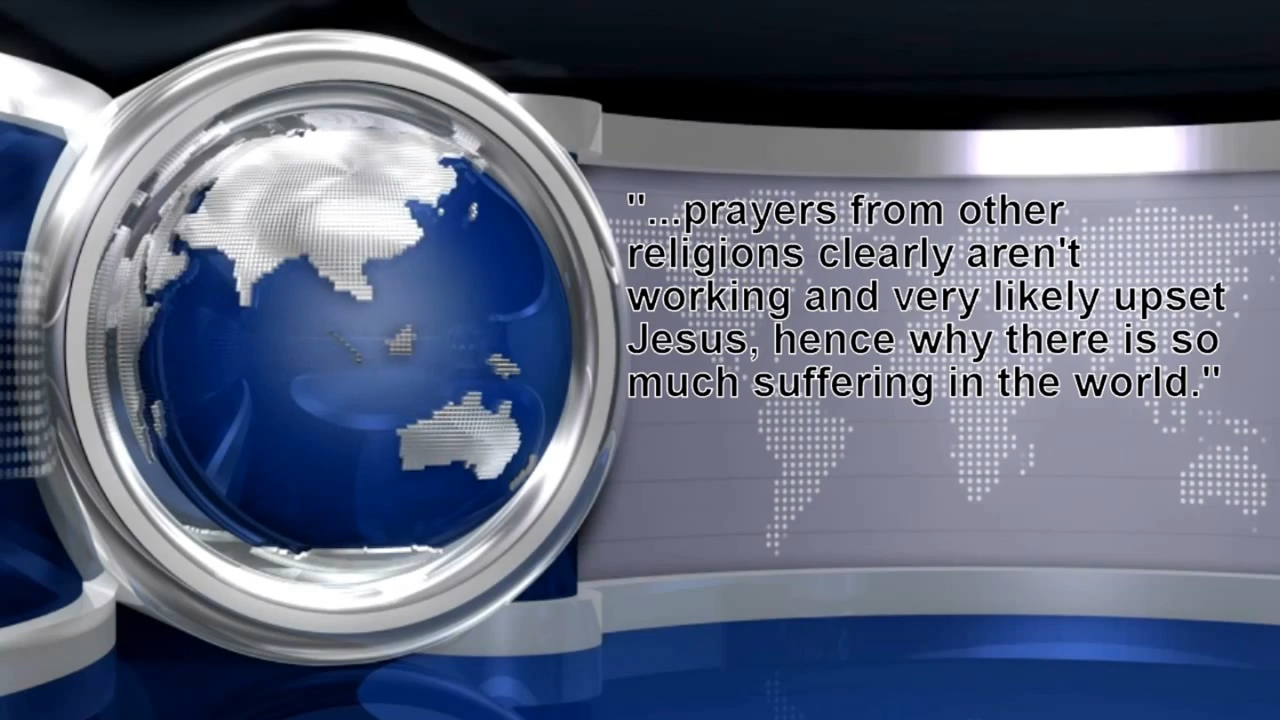 "...prayers from other
religions clearly aren't
working and very likely upset
Jesus, hence why there is so
much suffering in the world."